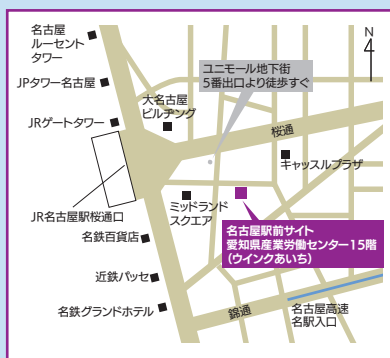 名古屋
ルーセント
タワー
N
ユニモール地下街
5番出口より徒歩すぐ
JPタワー名古屋
大名古屋
ビルヂング
JRゲートタワー
桜通
キャッスルプラザ
ミッドランド
スクエア
JR名古屋駅桜通口
名古屋駅前サイト
愛知県産業労働センター15階
(ウインクあいち)
名鉄百貨店
近鉄パッセ
名鉄グランドホテル
錦通
名古屋高速
名駅入口